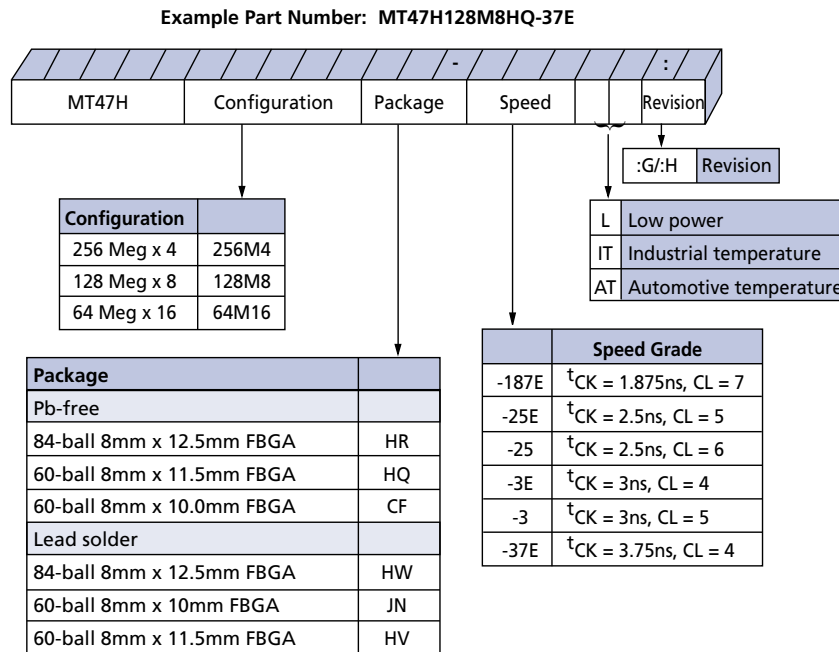 Example Part Number: MT47H128M8HQ-37E
- :
MT47H Configuration Package Speed Revision
:G/:H Revision
L Low power
IT Industrial temperature
AT Automotive temperature
Configuration
256 Meg x 4 256M4
128 Meg x 8 128M8
64 Meg x 16 64M16
Speed Grade
-187E tCK = 1.875ns, CL = 7
-25E tCK = 2.5ns, CL = 5
-25 tCK = 2.5ns, CL = 6
-3E tCK = 3ns, CL = 4
-3 tCK = 3ns, CL = 5
-37E tCK = 3.75ns, CL = 4
Package
Pb-free
84-ball 8mm x 12.5mm FBGA HR
60-ball 8mm x 11.5mm FBGA HQ
60-ball 8mm x 10.0mm FBGA CF
Lead solder
84-ball 8mm x 12.5mm FBGA HW
60-ball 8mm x 10mm FBGA JN
60-ball 8mm x 11.5mm FBGA HV